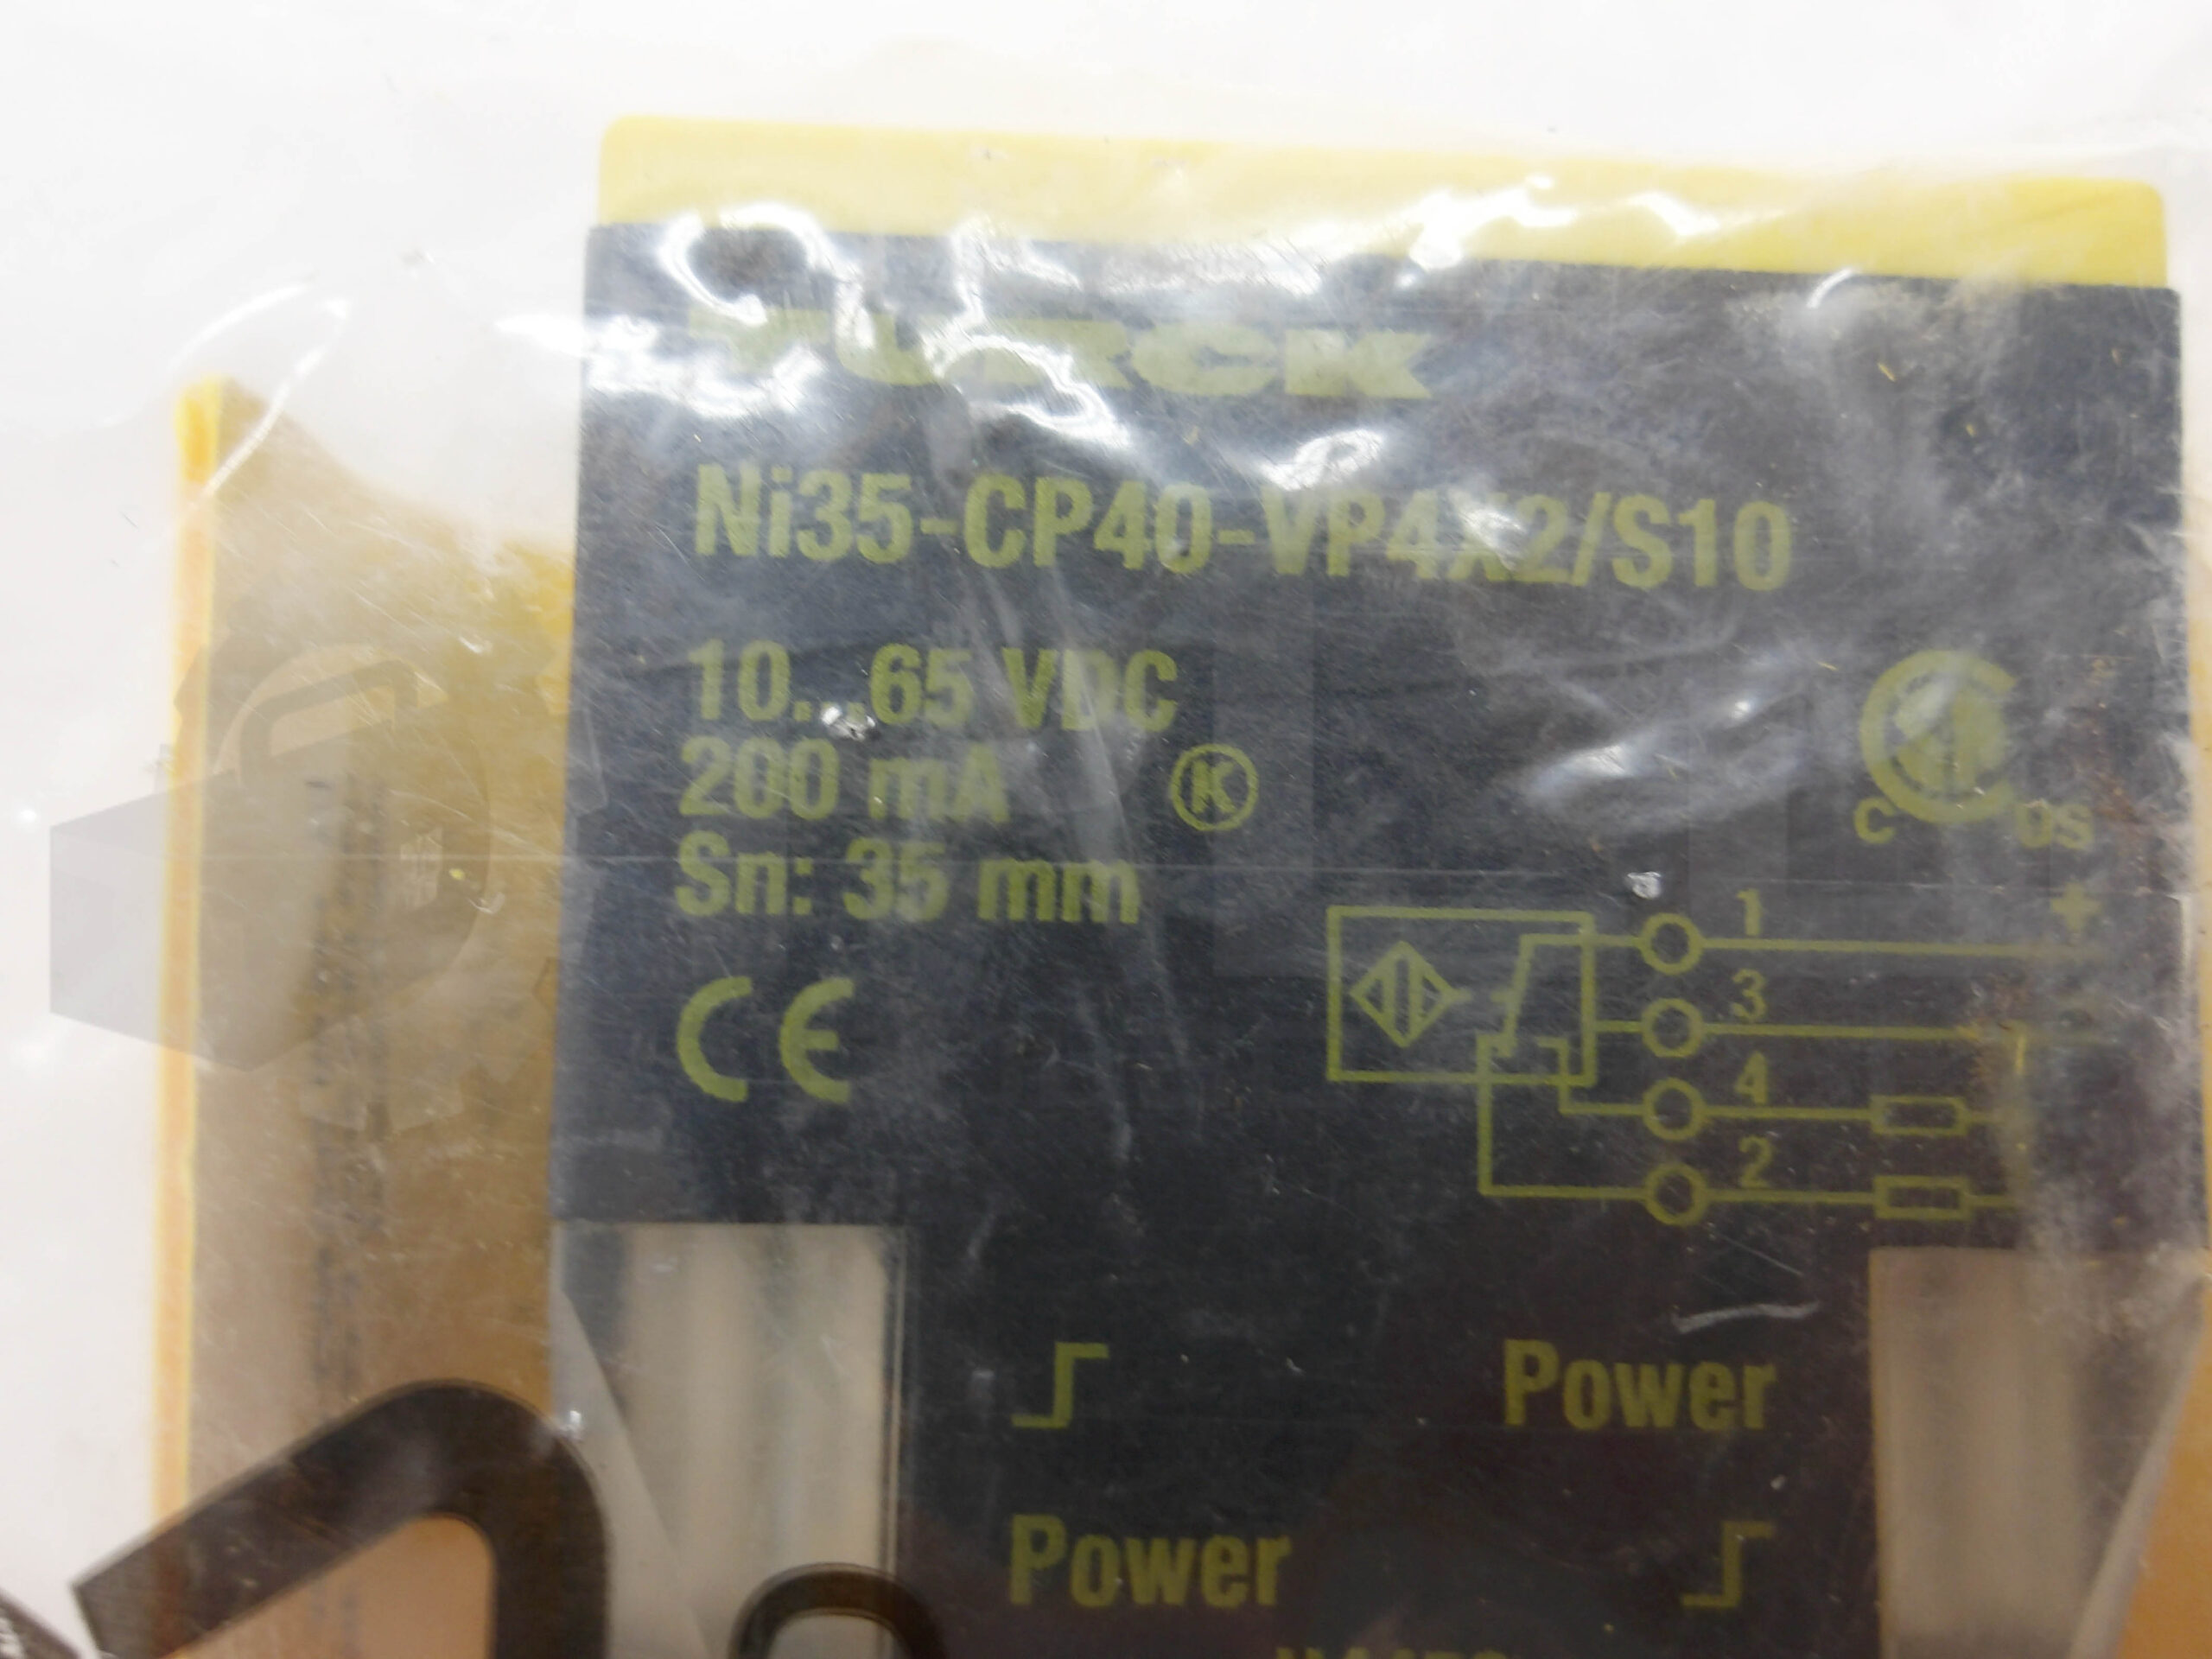 TURCK
Ni35-CP40-VP4X2/S10
10...65 VDC
200 mA K
Sn: 35 mm
C US
CE
1 +
3 -
4
2
Power
Power